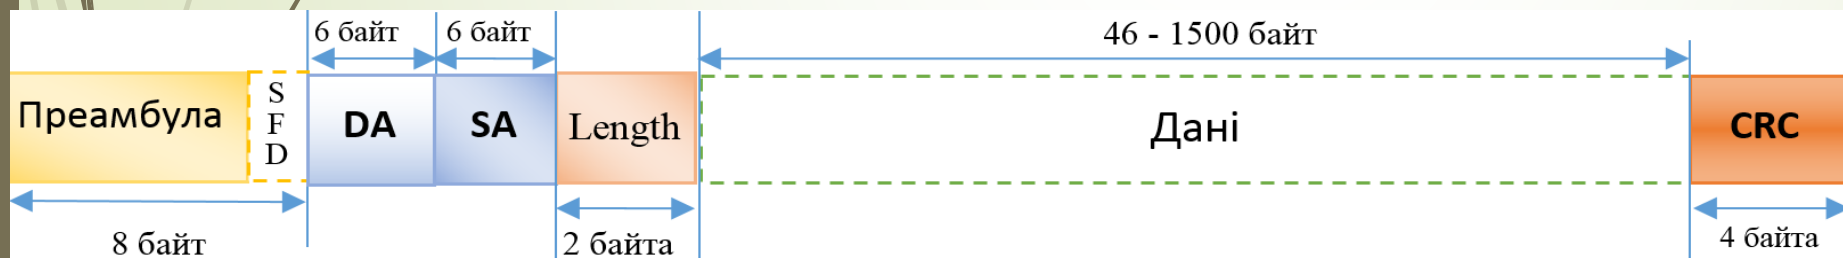 6 байт 6 байт 46 - 1500 байт
Преамбула S F D DA SA Length Дані CRC
8 байт 2 байта 4 байта